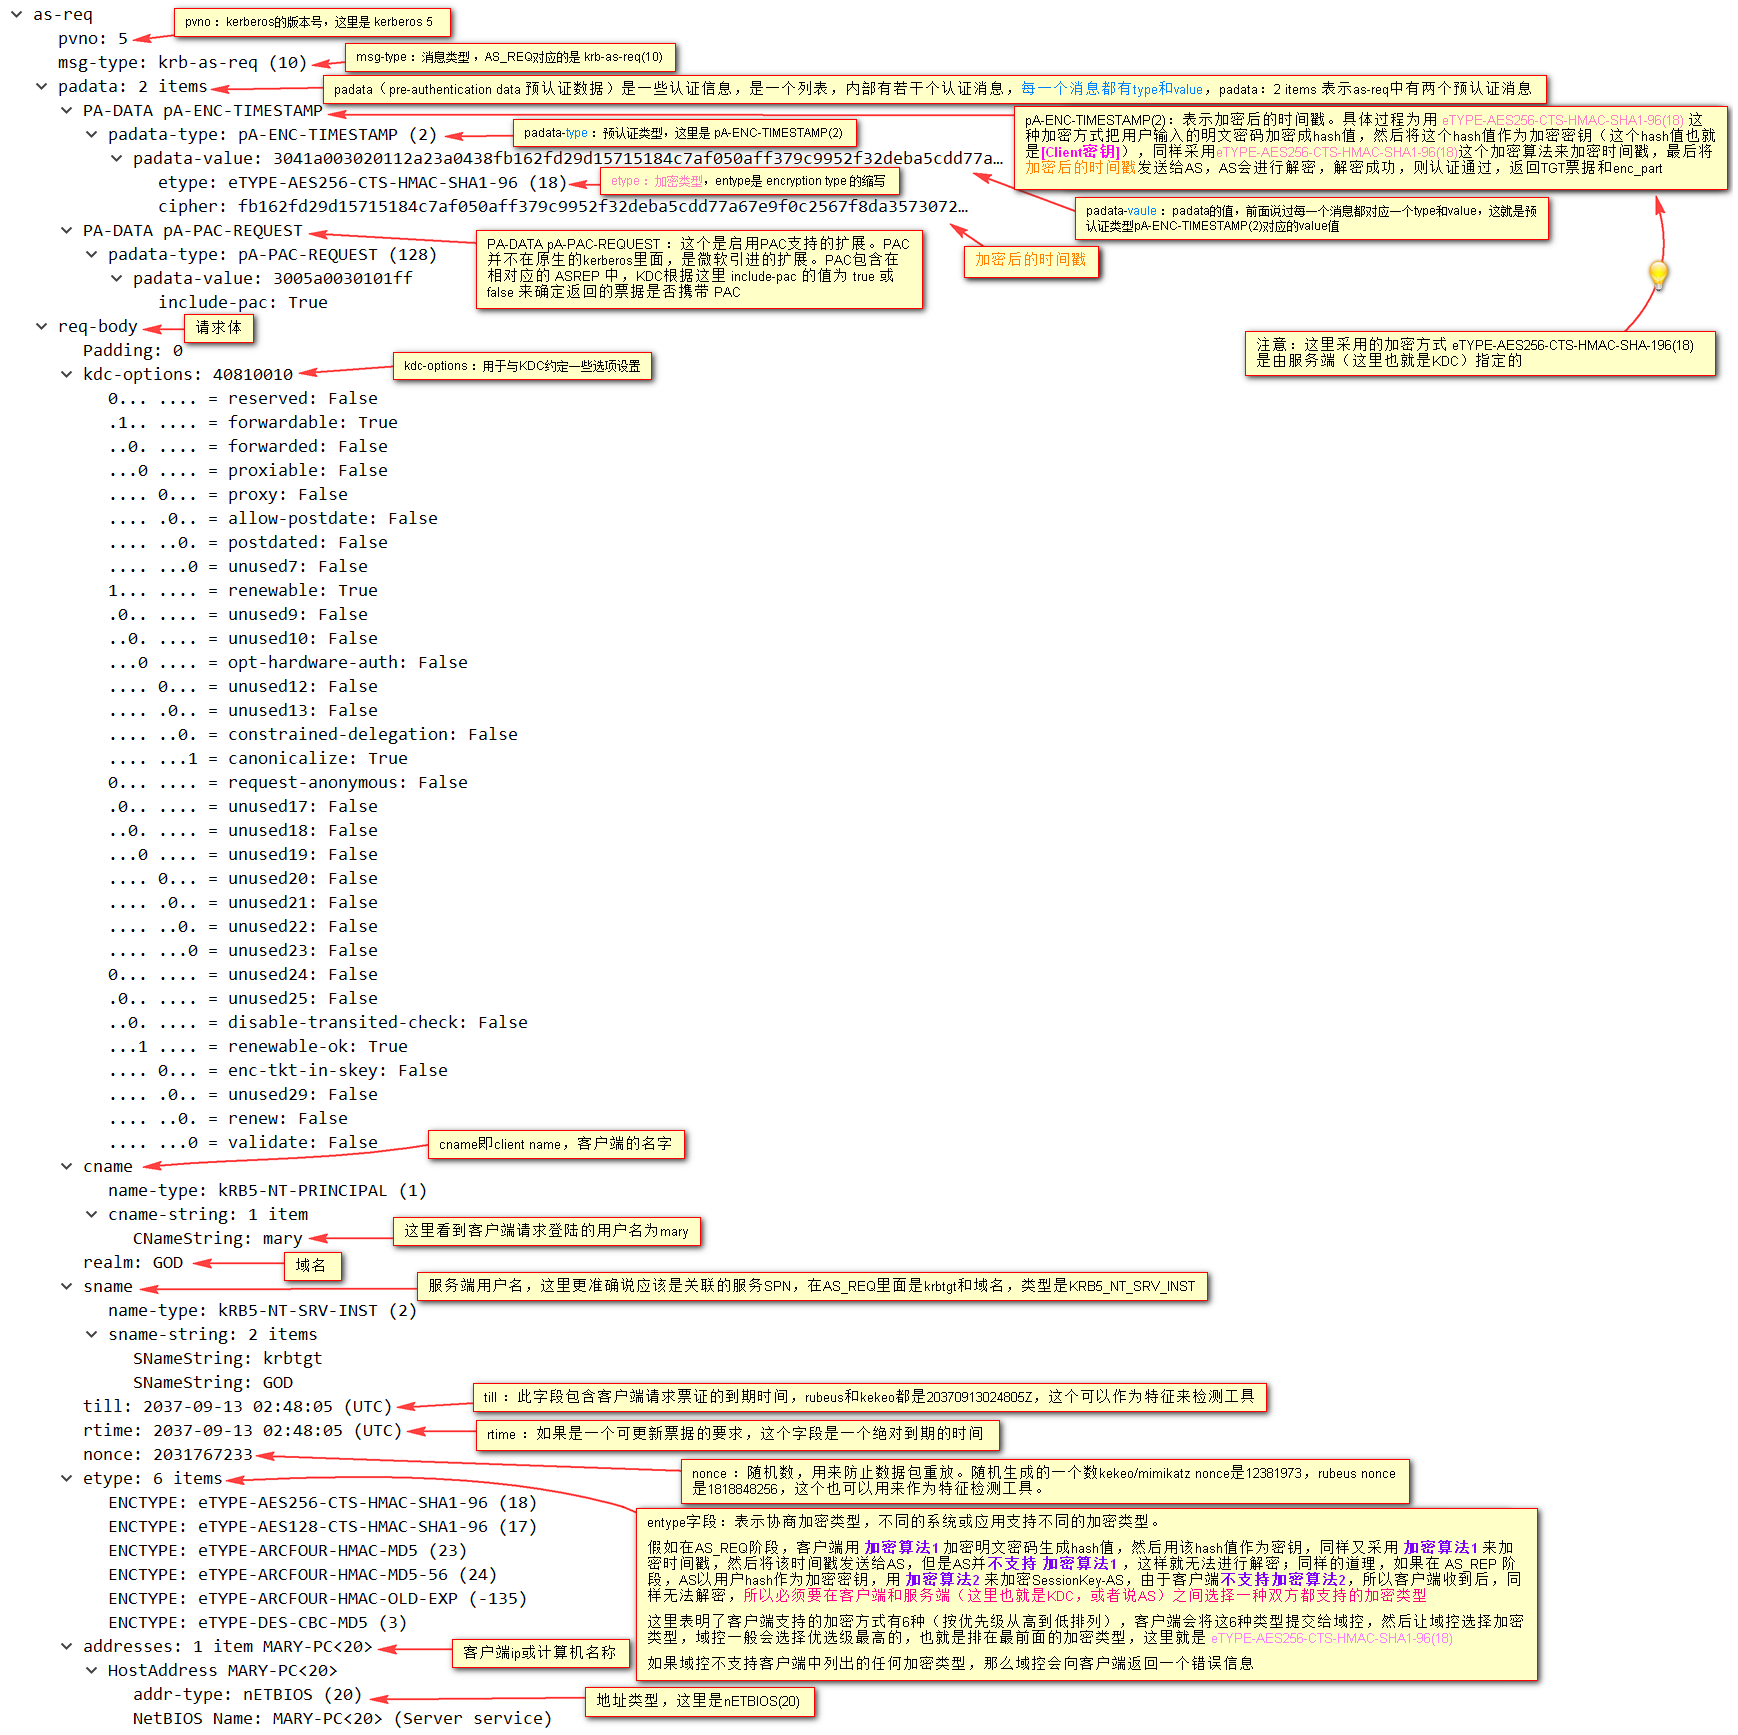 as-req
pvno：kerberos的版本号，这里是 kerberos 5
pvno: 5
msg-type：消息类型，AS_REQ对应的是 krb-as-req(10)
msg-type: krb-as-req (10)
padata: 2 items
padata（pre-authentication data 预认证数据）是一些认证信息，是一个列表，内部有若干个认证消息，每一个消息都有type和value，padata：2 items 表示as-req中有两个预认证消息
PA-DATA pA-ENC-TIMESTAMP
pA-ENC-TIMESTAMP(2)：表示加密后的时间戳。具体过程为用 eTYPE-AES256-CTS-HMAC-SHA1-96(18) 这
种加密方式把用户输入的明文密码加密成hash值，然后将这个hash值作为加密密钥（这个hash值也就
是[Client密钥]），同样采用eTYPE-AES256-CTS-HMAC-SHA1-96(18)这个加密算法来加密时间戳，最后将
加密后的时间戳发送给AS，AS会进行解密，解密成功，则认证通过，返回TGT票据和enc_part
padata-type: pA-ENC-TIMESTAMP (2)
padata-type：预认证类型，这里是 pA-ENC-TIMESTAMP(2)
padata-value: 3041a003020112a23a0438fb162fd29d15715184c7af050aff379c9952f32deba5cdd77a…
etype: eTYPE-AES256-CTS-HMAC-SHA1-96 (18)
etype：加密类型，entype是 encryption type 的缩写
cipher: fb162fd29d15715184c7af050aff379c9952f32deba5cdd77a67e9f0c2567f8da3573072…
padata-vaule：padata的值，前面说过每一个消息都对应一个type和value，这就是预
认证类型pA-ENC-TIMESTAMP(2)对应的value值
加密后的时间戳
PA-DATA pA-PAC-REQUEST
PA-DATA pA-PAC-REQUEST：这个是启用PAC支持的扩展。PAC
并不在原生的kerberos里面，是微软引进的扩展。PAC包含在
相对应的 ASREP 中，KDC根据这里 include-pac 的值为 true 或
false 来确定返回的票据是否携带 PAC
padata-type: pA-PAC-REQUEST (128)
padata-value: 3005a0030101ff
include-pac: True
req-body
请求体
注意：这里采用的加密方式 eTYPE-AES256-CTS-HMAC-SHA-196(18)
是由服务端（这里也就是KDC）指定的
Padding: 0
kdc-options: 40810010
kdc-options：用于与KDC约定一些选项设置
0... .... = reserved: False
.1.. .... = forwardable: True
..0. .... = forwarded: False
...0 .... = proxiable: False
.... 0... = proxy: False
.... .0.. = allow-postdate: False
.... ..0. = postdated: False
.... ...0 = unused7: False
1... .... = renewable: True
.0.. .... = unused9: False
..0. .... = unused10: False
...0 .... = opt-hardware-auth: False
.... 0... = unused12: False
.... .0.. = unused13: False
.... ..0. = constrained-delegation: False
.... ...1 = canonicalize: True
0... .... = request-anonymous: False
.0.. .... = unused17: False
..0. .... = unused18: False
...0 .... = unused19: False
.... 0... = unused20: False
.... .0.. = unused21: False
.... ..0. = unused22: False
.... ...0 = unused23: False
0... .... = unused24: False
.0.. .... = unused25: False
..0. .... = disable-transited-check: False
...1 .... = renewable-ok: True
.... 0... = enc-tkt-in-skey: False
.... .0.. = unused29: False
.... ..0. = renew: False
.... ...0 = validate: False
cname即client name，客户端的名字
cname
name-type: kRB5-NT-PRINCIPAL (1)
cname-string: 1 item
CNameString: mary
这里看到客户端请求登陆的用户名为mary
realm: GOD
域名
sname
服务端用户名，这里更准确说应该是关联的服务SPN，在AS_REQ里面是krbtgt和域名，类型是KRB5_NT_SRV_INST
name-type: kRB5-NT-SRV-INST (2)
sname-string: 2 items
SNameString: krbtgt
SNameString: GOD
till: 2037-09-13 02:48:05 (UTC)
till：此字段包含客户端请求票证的到期时间，rubeus和kekeo都是20370913024805Z，这个可以作为特征来检测工具
rtime: 2037-09-13 02:48:05 (UTC)
rtime：如果是一个可更新票据的要求，这个字段是一个绝对到期的时间
nonce: 2031767233
nonce：随机数，用来防止数据包重放。随机生成的一个数kekeo/mimikatz nonce是12381973，rubeus nonce
是1818848256，这个也可以用来作为特征检测工具。
etype: 6 items
ENCTYPE: eTYPE-AES256-CTS-HMAC-SHA1-96 (18)
ENCTYPE: eTYPE-AES128-CTS-HMAC-SHA1-96 (17)
ENCTYPE: eTYPE-ARCFOUR-HMAC-MD5 (23)
ENCTYPE: eTYPE-ARCFOUR-HMAC-MD5-56 (24)
ENCTYPE: eTYPE-ARCFOUR-HMAC-OLD-EXP (-135)
ENCTYPE: eTYPE-DES-CBC-MD5 (3)
entype字段：表示协商加密类型，不同的系统或应用支持不同的加密类型。
假如在AS_REQ阶段，客户端用 加密算法1 加密明文密码生成hash值，然后用该hash值作为密钥，同样又采用 加密算法1 来加
密时间戳，然后将该时间戳发送给AS，但是AS并不支持 加密算法1 ，这样就无法进行解密；同样的道理，如果在 AS_REP 阶
段，AS以用户hash作为加密密钥，用 加密算法2 来加密SessionKey-AS，由于客户端不支持加密算法2，所以客户端收到后，同
样无法解密，所以必须要在客户端和服务端（这里也就是KDC，或者说AS）之间选择一种双方都支持的加密类型
这里表明了客户端支持的加密方式有6种（按优先级从高到低排列），客户端会将这6种类型提交给域控，然后让域控选择加密
类型，域控一般会选择优选级最高的，也就是排在最前面的加密类型，这里就是 eTYPE-AES256-CTS-HMAC-SHA1-96(18)
如果域控不支持客户端中列出的任何加密类型，那么域控会向客户端返回一个错误信息
addresses: 1 item MARY-PC<20>
客户端ip或计算机名称
HostAddress MARY-PC<20>
addr-type: nETBIOS (20)
地址类型，这里是nETBIOS(20)
NetBIOS Name: MARY-PC<20> (Server service)